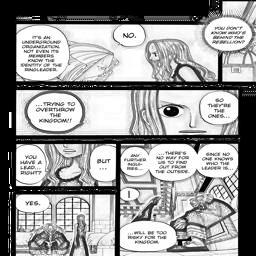 YOU DON'T
KNOW WHO'S
BEHIND THE
REBELLION?
NO.
IT'S AN
UNDERGROUND
ORGANIZATION.
NOT EVEN ITS
MEMBERS
KNOW THE
IDENTITY OF THE
RINGLEADER.
SO
THEY'RE
THE
ONES...
...TRYING TO
OVERTHROW
THE
KINGDOM!!
SINCE NO
ONE KNOWS
WHO THE
LEADER IS...
...THERE'S
NO WAY FOR
US TO FIND
OUT FROM
THE OUTSIDE.
ANY
FURTHER
INQUI-
RIES...
...WILL BE TOO
RISKY FOR THE
KINGDOM.
BUT...
YOU
HAVE A
LEAD...
RIGHT?
YES.